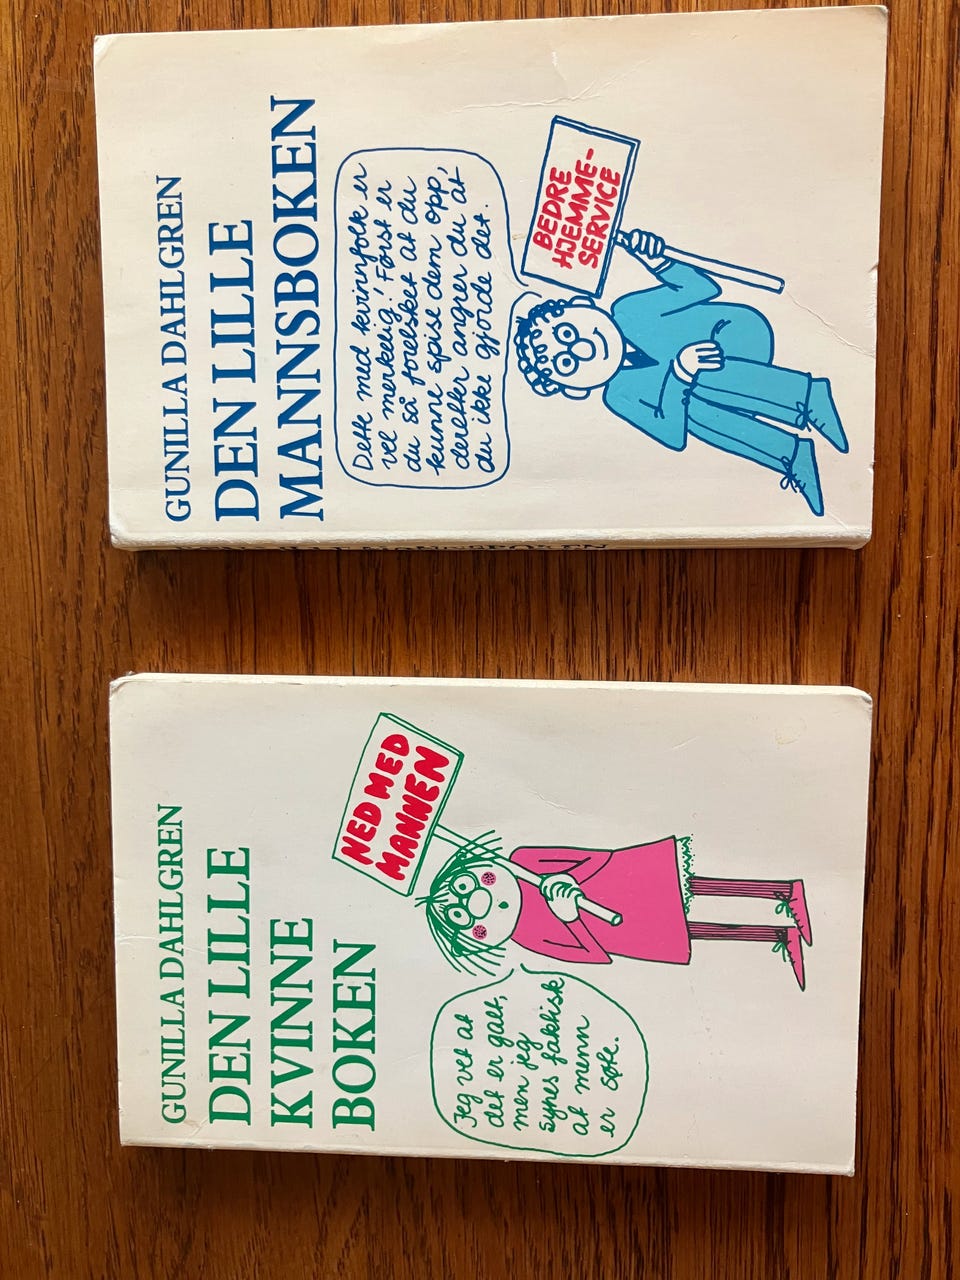 GUNILLA DAHLGREN
DEN LILLE
KVINNE
BOKEN
NED MED
MANNEN
Jeg vet at
det er galt,
men jeg
synes faktisk
at menn
er søte.
GUNILLA DAHLGREN
DEN LILLE
MANNSBOKEN
Dette med kvinnfolk er
vel merkelig! Først er
du så forelsket at du
kunne spise dem opp,
derefter angrer du at
du ikke gjorde det.
BEDRE
HJEMME-
SERVICE